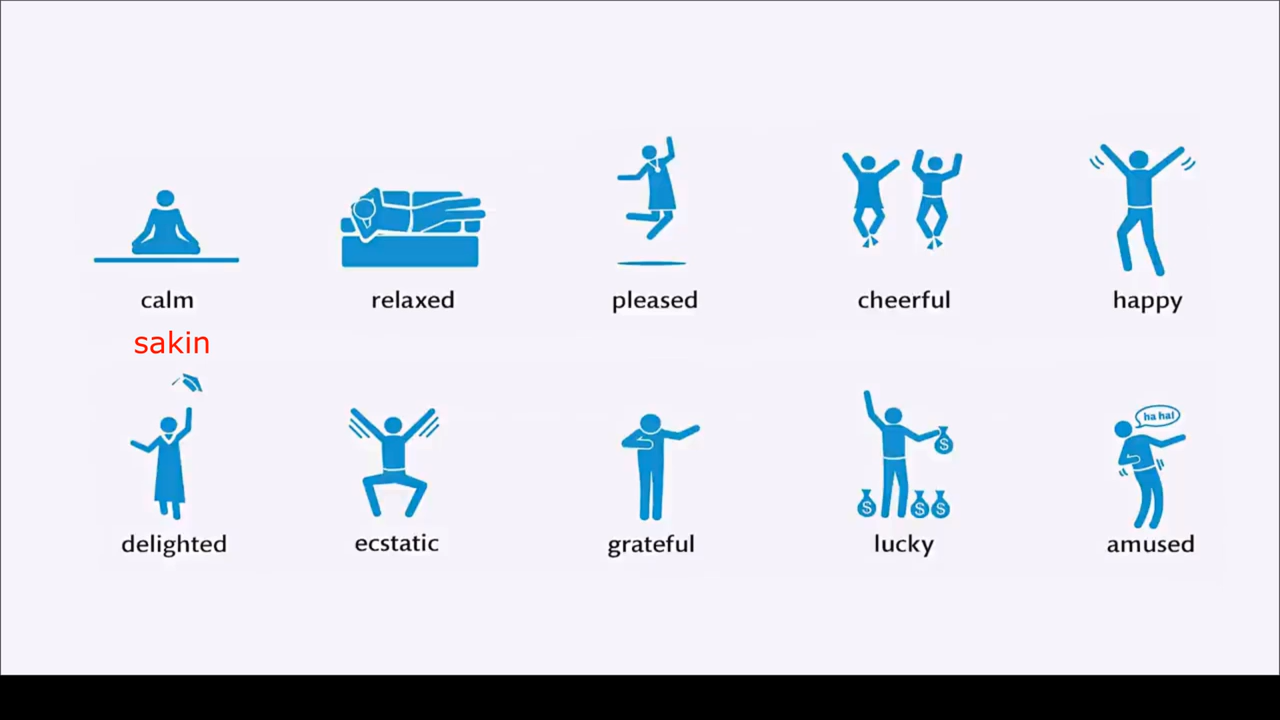 calm relaxed pleased cheerful happy
sakin
ha ha!
delighted ecstatic grateful lucky amused
$
$ $ $